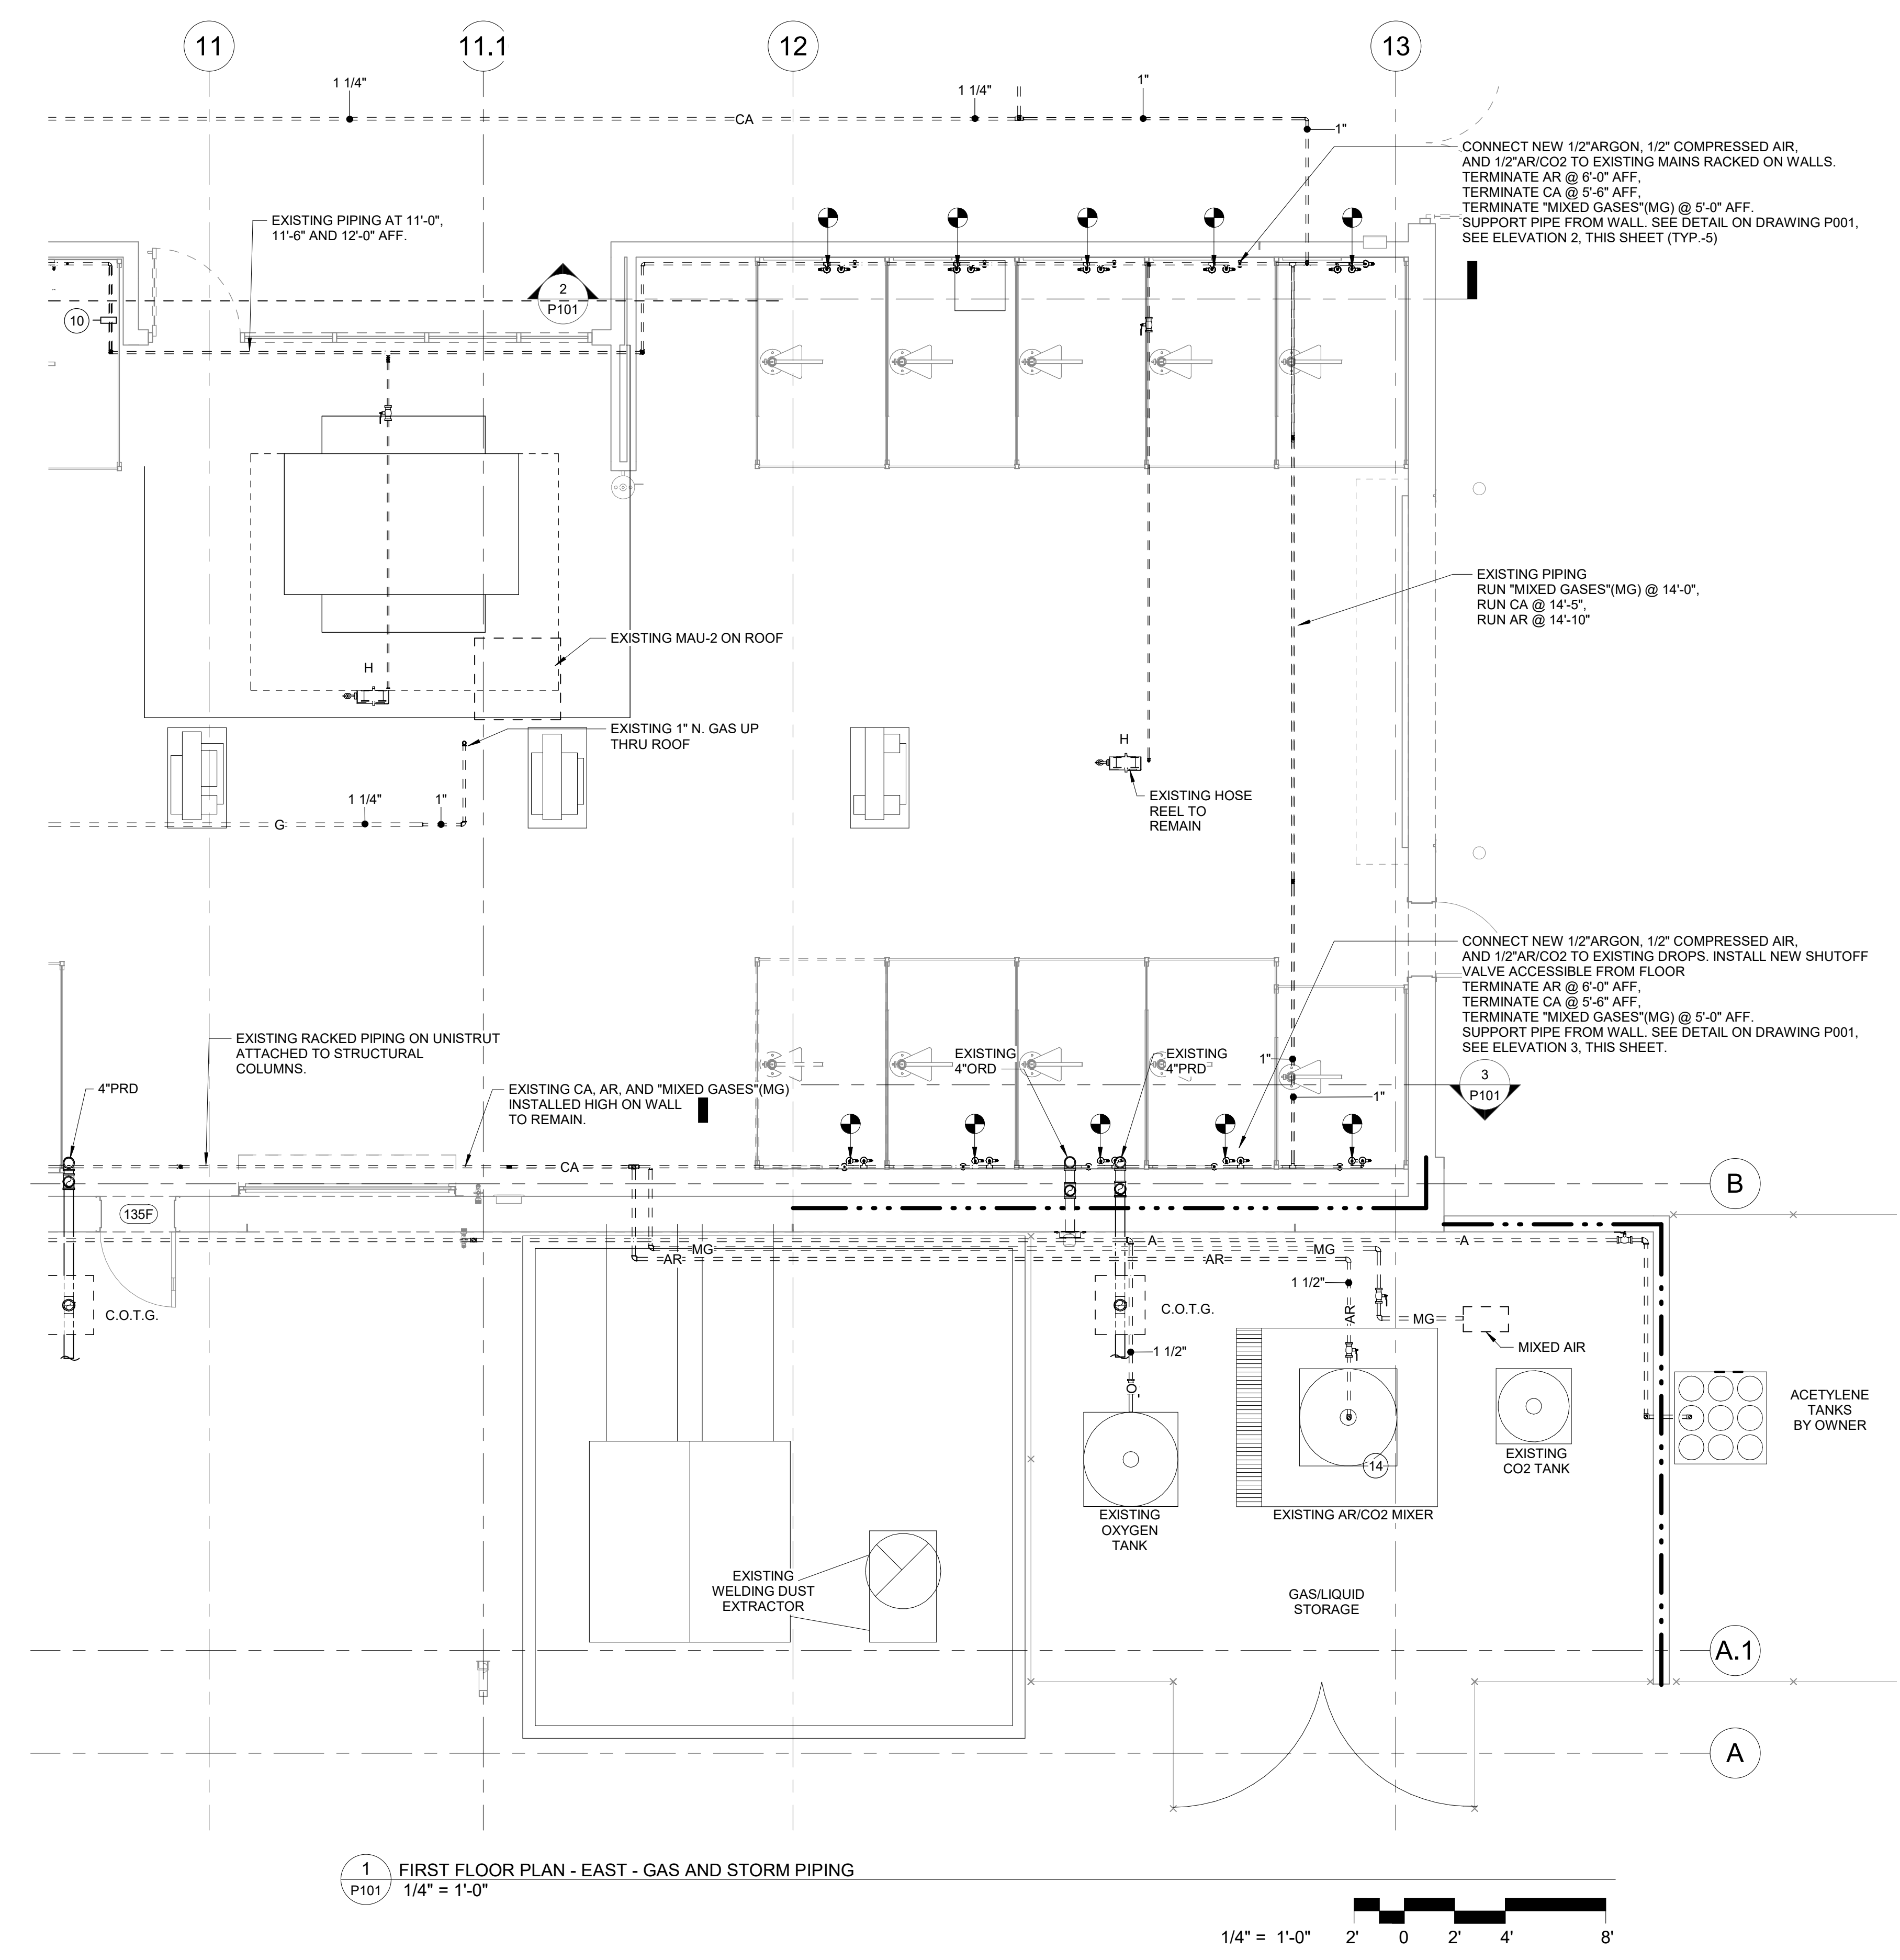 11
11.1
12
13
1 1/4"
1 1/4"
1"
CA
1"
CONNECT NEW 1/2"ARGON, 1/2" COMPRESSED AIR,
AND 1/2"AR/CO2 TO EXISTING MAINS RACKED ON WALLS.
TERMINATE AR @ 6'-0" AFF,
TERMINATE CA @ 5'-6" AFF,
TERMINATE "MIXED GASES"(MG) @ 5'-0" AFF.
SUPPORT PIPE FROM WALL. SEE DETAIL ON DRAWING P001,
SEE ELEVATION 2, THIS SHEET (TYP.-5)
EXISTING PIPING AT 11'-0",
11'-6" AND 12'-0" AFF.
2
P101
10
EXISTING PIPING
RUN "MIXED GASES"(MG) @ 14'-0",
RUN CA @ 14'-5",
RUN AR @ 14'-10"
EXISTING MAU-2 ON ROOF
H
EXISTING 1" N. GAS UP
THRU ROOF
H
EXISTING HOSE
REEL TO
REMAIN
1 1/4"
1"
G
CONNECT NEW 1/2"ARGON, 1/2" COMPRESSED AIR,
AND 1/2"AR/CO2 TO EXISTING DROPS. INSTALL NEW SHUTOFF
VALVE ACCESSIBLE FROM FLOOR
TERMINATE AR @ 6'-0" AFF,
TERMINATE CA @ 5'-6" AFF,
TERMINATE "MIXED GASES"(MG) @ 5'-0" AFF.
SUPPORT PIPE FROM WALL. SEE DETAIL ON DRAWING P001,
SEE ELEVATION 3, THIS SHEET.
EXISTING RACKED PIPING ON UNISTRUT
ATTACHED TO STRUCTURAL
COLUMNS.
EXISTING
4"ORD
EXISTING
4"PRD
1"
1"
3
P101
4"PRD
EXISTING CA, AR, AND "MIXED GASES"(MG)
INSTALLED HIGH ON WALL
TO REMAIN.
CA
B
135F
MG
AR
A
AR
MG
A
1 1/2"
AR
MG
C.O.T.G.
C.O.T.G.
1 1/2"
MIXED AIR
ACETYLENE
TANKS
BY OWNER
14
EXISTING
CO2 TANK
EXISTING
OXYGEN
TANK
EXISTING AR/CO2 MIXER
EXISTING
WELDING DUST
EXTRACTOR
GAS/LIQUID
STORAGE
A.1
A
1
P101
FIRST FLOOR PLAN - EAST - GAS AND STORM PIPING
1/4" = 1'-0"
1/4" = 1'-0"
2' 0 2' 4' 8'